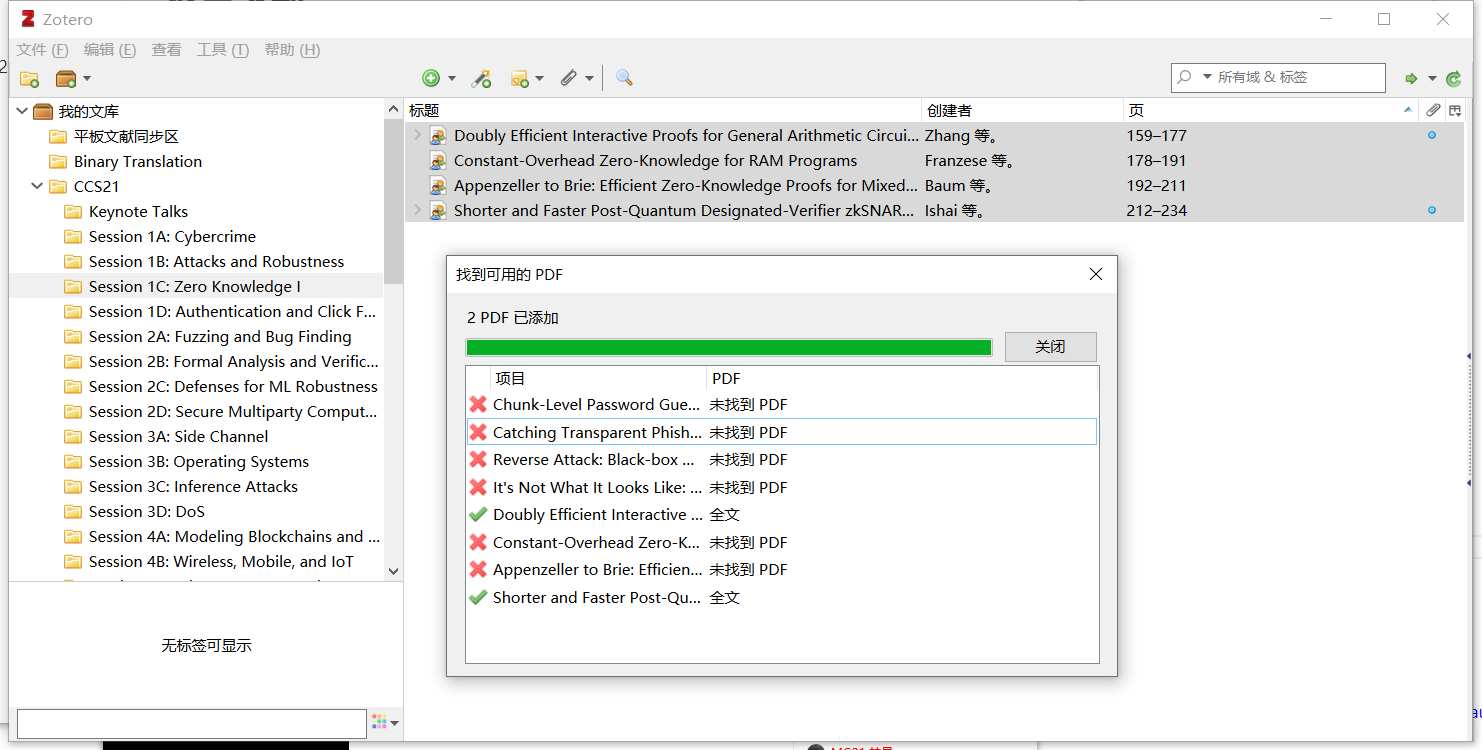 Zotero
文件 (F) 编辑 (E) 查看 工具 (T) 帮助 (H)
所有域 & 标签
我的文库
平板文献同步区
Binary Translation
CCS21
Keynote Talks
Session 1A: Cybercrime
Session 1B: Attacks and Robustness
Session 1C: Zero Knowledge I
Session 1D: Authentication and Click F...
Session 2A: Fuzzing and Bug Finding
Session 2B: Formal Analysis and Verific...
Session 2C: Defenses for ML Robustness
Session 2D: Secure Multiparty Comput...
Session 3A: Side Channel
Session 3B: Operating Systems
Session 3C: Inference Attacks
Session 3D: DoS
Session 4A: Modeling Blockchains and ...
Session 4B: Wireless, Mobile, and IoT
无标签可显示
标题 创建者 页
Doubly Efficient Interactive Proofs for General Arithmetic Circui... Zhang 等。 159–177
Constant-Overhead Zero-Knowledge for RAM Programs Franzese 等。 178–191
Appenzeller to Brie: Efficient Zero-Knowledge Proofs for Mixed... Baum 等。 192–211
Shorter and Faster Post-Quantum Designated-Verifier zkSNAR... Ishai 等。 212–234
找到可用的 PDF
2 PDF 已添加
关闭
项目 PDF
Chunk-Level Password Gue... 未找到 PDF
Catching Transparent Phish... 未找到 PDF
Reverse Attack: Black-box ... 未找到 PDF
It's Not What It Looks Like: ... 未找到 PDF
Doubly Efficient Interactive ... 全文
Constant-Overhead Zero-K... 未找到 PDF
Appenzeller to Brie: Efficien... 未找到 PDF
Shorter and Faster Post-Qu... 全文